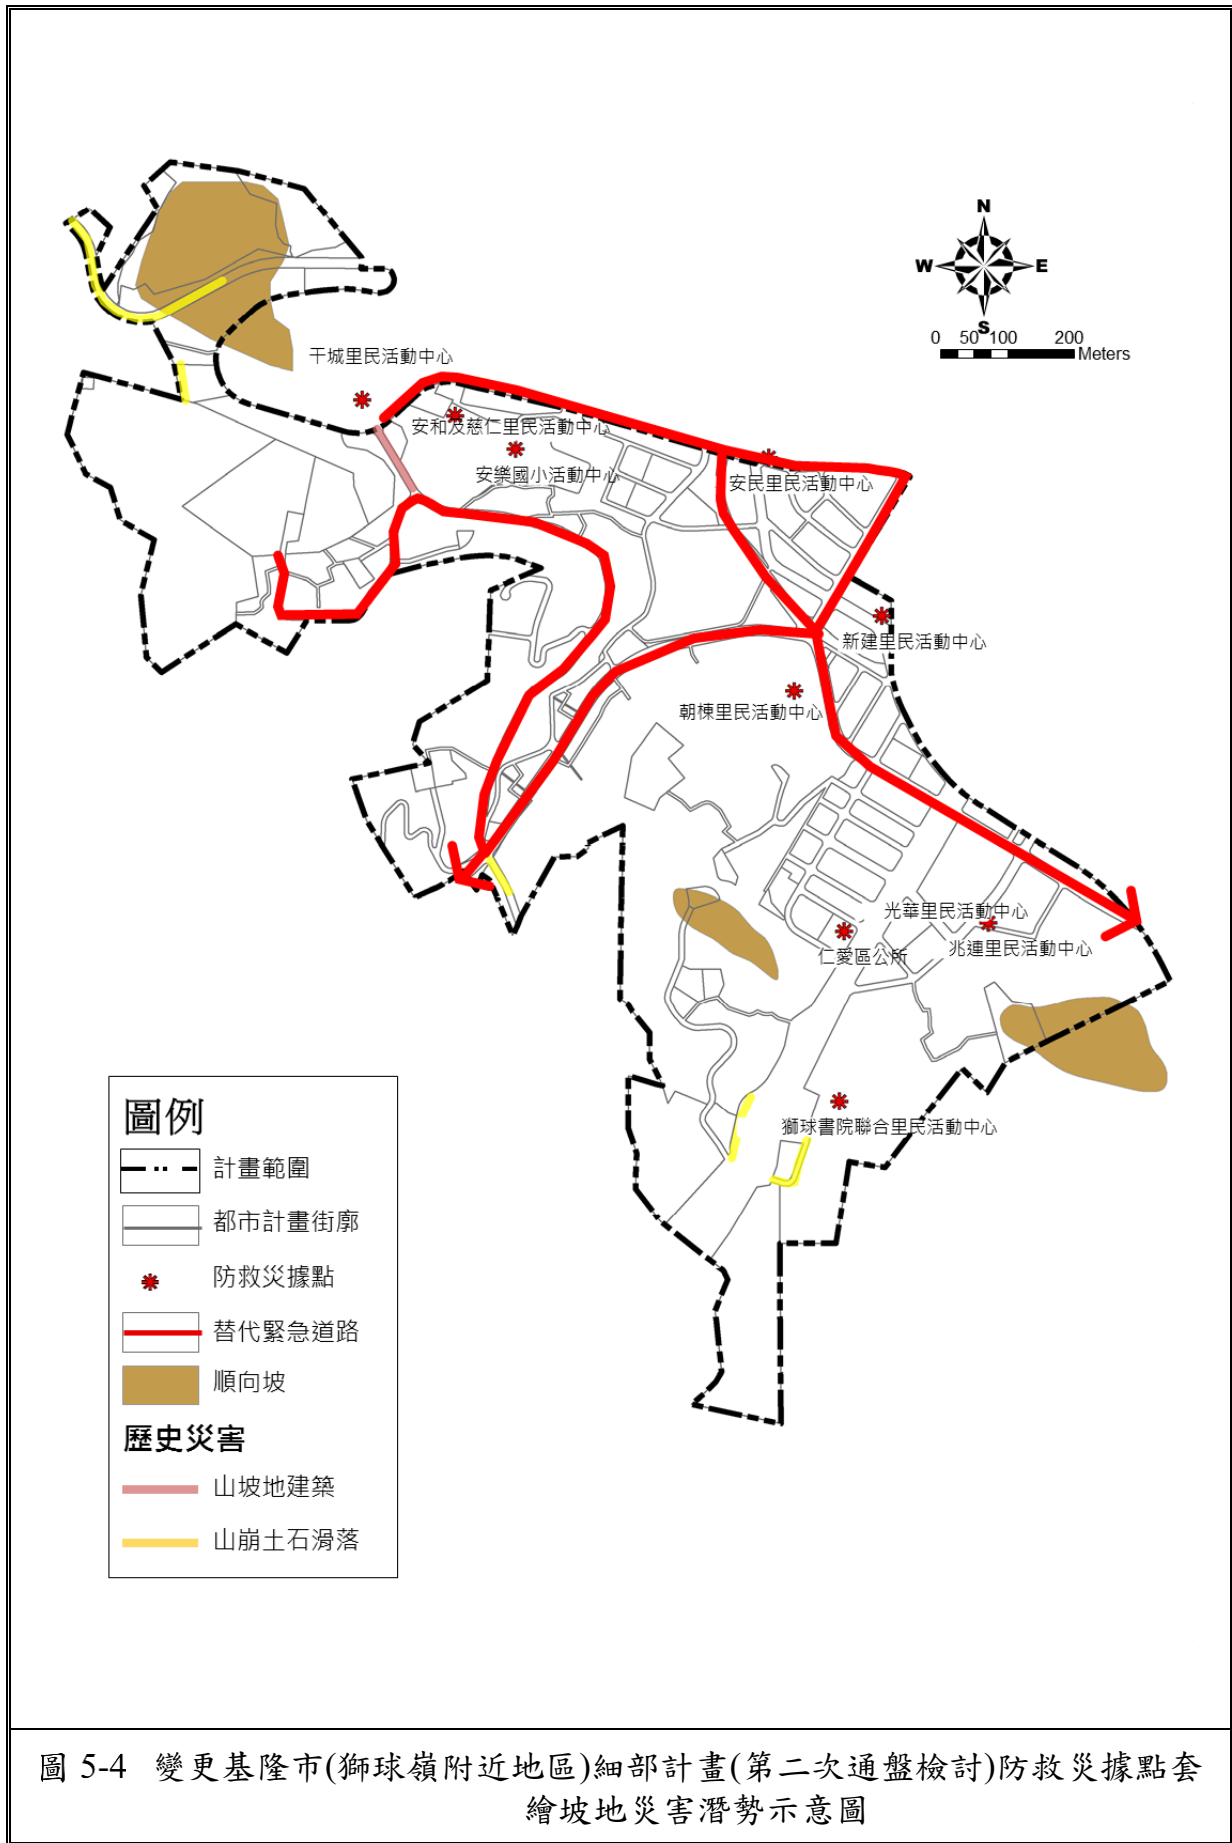 N
W
E
S
0 50 100 200
Meters
干城里民活動中心
安和及慈仁里民活動中心
安樂國小活動中心
安民里民活動中心
新建里民活動中心
朝棟里民活動中心
光華里民活動中心
仁愛區公所
兆連里民活動中心
獅球書院聯合里民活動中心
圖例
計畫範圍
都市計畫街廓
防救災據點
替代緊急道路
順向坡
歷史災害
山坡地建築
山崩土石滑落
圖 5-4 變更基隆市(獅球嶺附近地區)細部計畫(第二次通盤檢討)防救災據點套
繪坡地災害潛勢示意圖